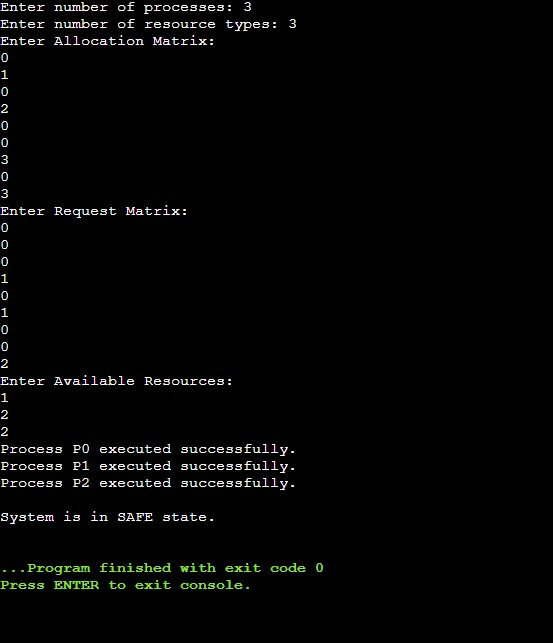 Enter number of processes: 3
Enter number of resource types: 3
Enter Allocation Matrix:
0
1
0
2
0
0
3
0
3
Enter Request Matrix:
0
0
0
1
0
1
0
0
2
Enter Available Resources:
1
2
2
Process P0 executed successfully.
Process P1 executed successfully.
Process P2 executed successfully.
System is in SAFE state.
...Program finished with exit code 0
Press ENTER to exit console.